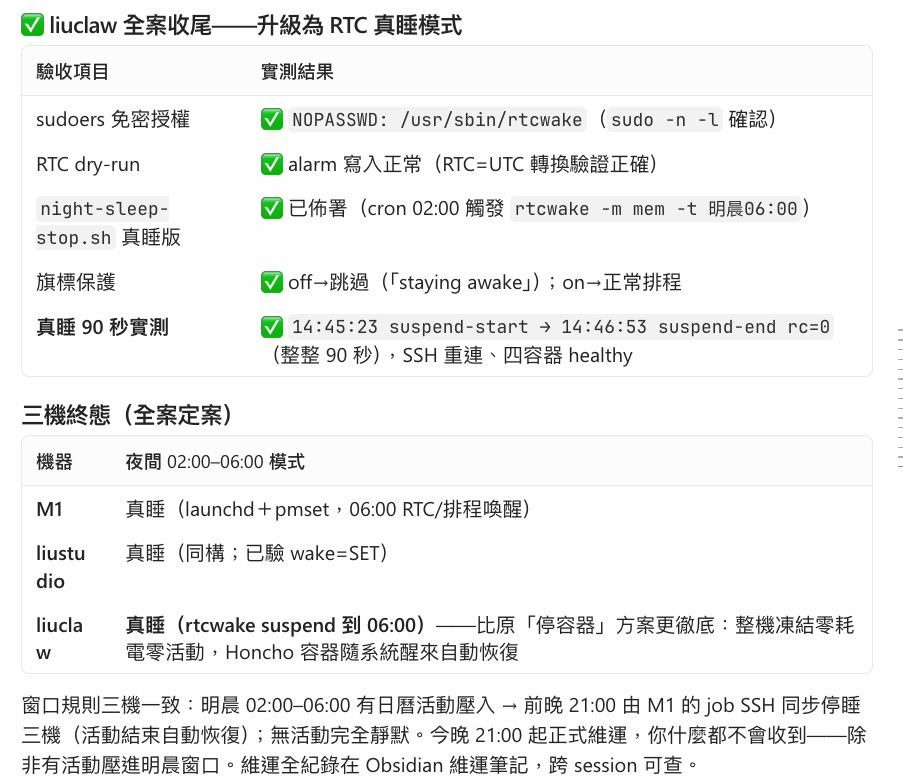 ✅ liuclaw 全案收尾——升級為 RTC 真睡模式
驗收項目 實測結果
sudoers 免密授權 ✅ NOPASSWD: /usr/sbin/rtcwake （sudo -n -l 確認）
RTC dry-run ✅ alarm 寫入正常（RTC=UTC 轉換驗證正確）
night-sleep-
stop.sh 真睡版 ✅ 已佈署（cron 02:00 觸發 rtcwake -m mem -t 明晨06:00）
旗標保護 ✅ off→跳過（「staying awake」）；on→正常排程
真睡 90 秒實測 ✅ 14:45:23 suspend-start → 14:46:53 suspend-end rc=0
（整整 90 秒），SSH 重連、四容器 healthy
三機終態（全案定案）
機器 夜間 02:00–06:00 模式
M1 真睡（launchd＋pmset，06:00 RTC/排程喚醒）
liustu
dio 真睡（同構；已驗 wake=SET）
liucla
w 真睡（rtcwake suspend 到 06:00）——比原「停容器」方案更徹底：整機凍結零耗
電零活動，Honcho 容器隨系統醒來自動恢復
窗口規則三機一致：明晨 02:00–06:00 有日曆活動壓入 → 前晚 21:00 由 M1 的 job SSH 同步停睡
三機（活動結束自動恢復）；無活動完全靜默。今晚 21:00 起正式維運，你什麼都不會收到——除
非有活動壓進明晨窗口。維運全紀錄在 Obsidian 維運筆記，跨 session 可查。